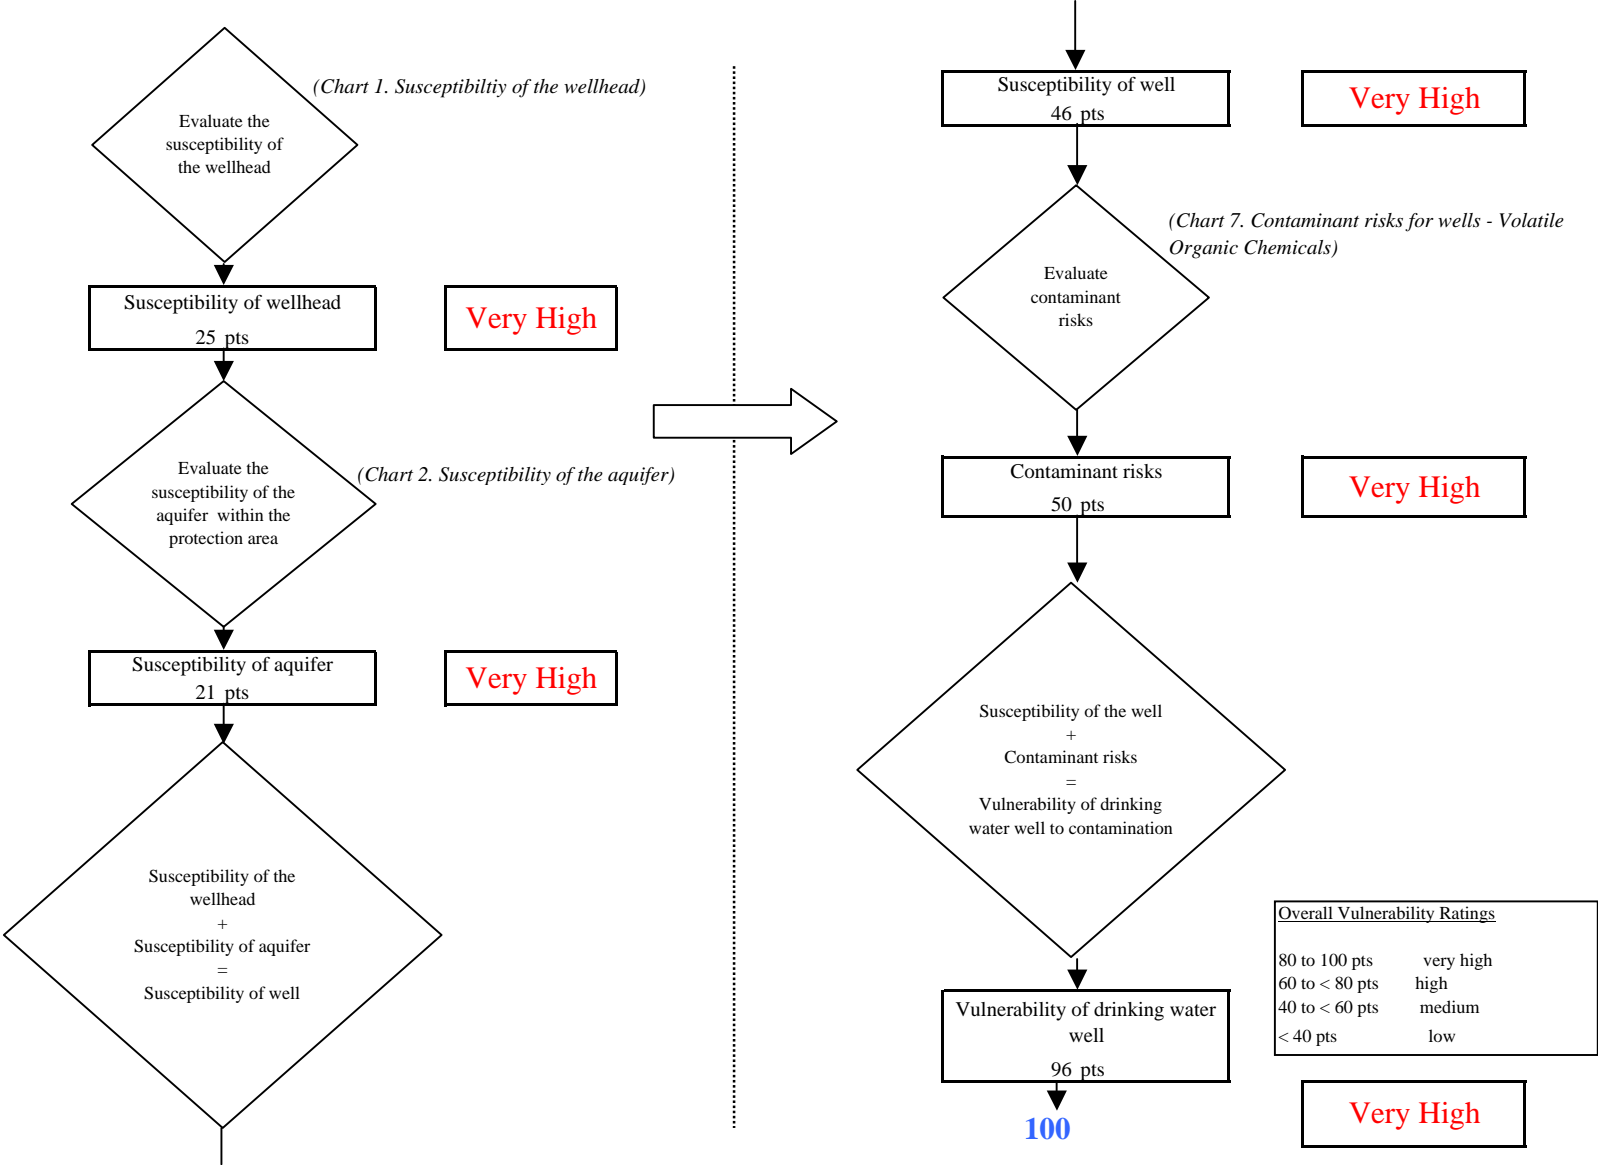 (Chart 1. Susceptibiltiy of the wellhead)
Evaluate the
susceptibility of
the wellhead
Susceptibility of wellhead
25 pts
Very High
(Chart 2. Susceptibility of the aquifer)
Evaluate the
susceptibility of the
aquifer within the
protection area
Susceptibility of aquifer
21 pts
Very High
Susceptibility of the
wellhead
+
Susceptibility of aquifer
=
Susceptibility of well
Susceptibility of well
46 pts
Very High
(Chart 7. Contaminant risks for wells - Volatile
Organic Chemicals)
Evaluate
contaminant
risks
Contaminant risks
50 pts
Very High
Susceptibility of the well
+
Contaminant risks
=
Vulnerability of drinking
water well to contamination
Overall Vulnerability Ratings
80 to 100 pts very high
60 to < 80 pts high
40 to < 60 pts medium
< 40 pts low
Vulnerability of drinking water
well
96 pts
100
Very High